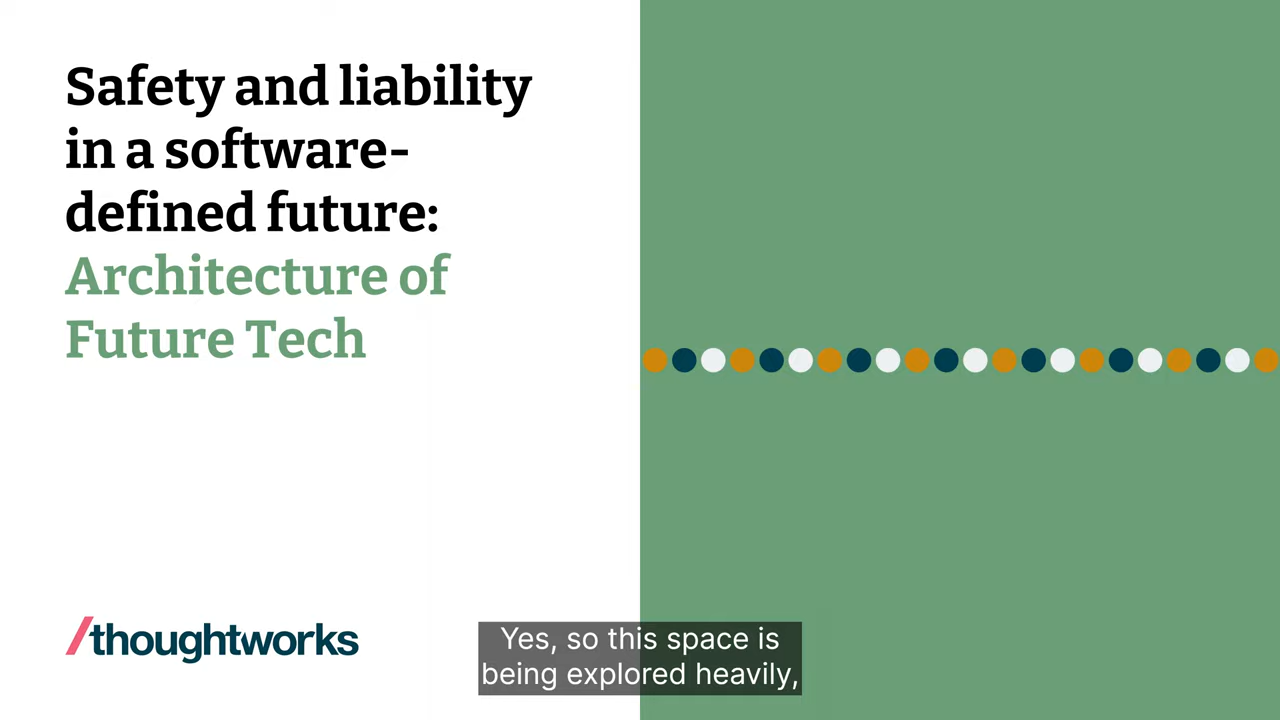 Safety and liability
in a software-
defined future:
Architecture of
Future Tech
/thoughtworks
Yes, so this space is
being explored heavily,